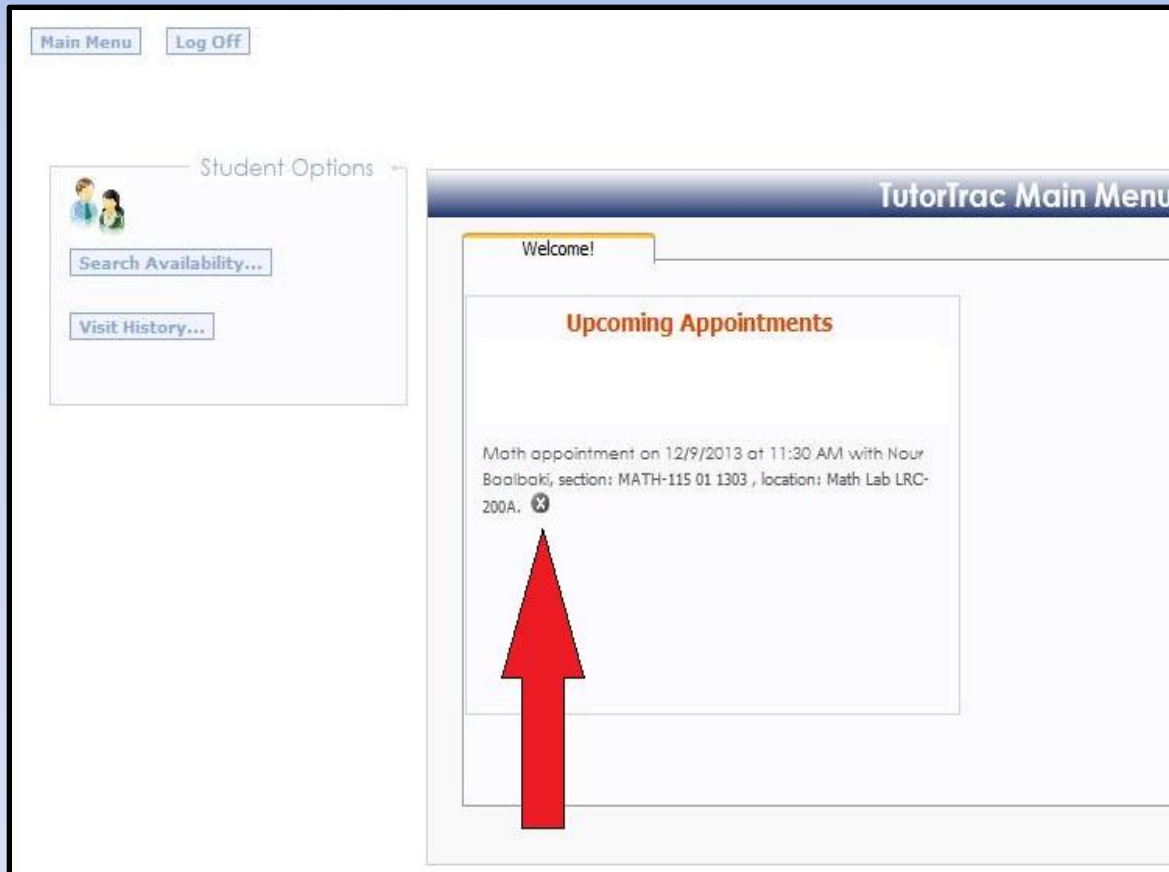 Main Menu
Log Off
Student Options
Search Availability...
Visit History...
TutorTrac Main Menu
Welcome!
Upcoming Appointments
Math appointment on 12/9/2013 at 11:30 AM with Nour
Baalbaki, section: MATH-115 01 1303 , location: Math Lab LRC-
200A.